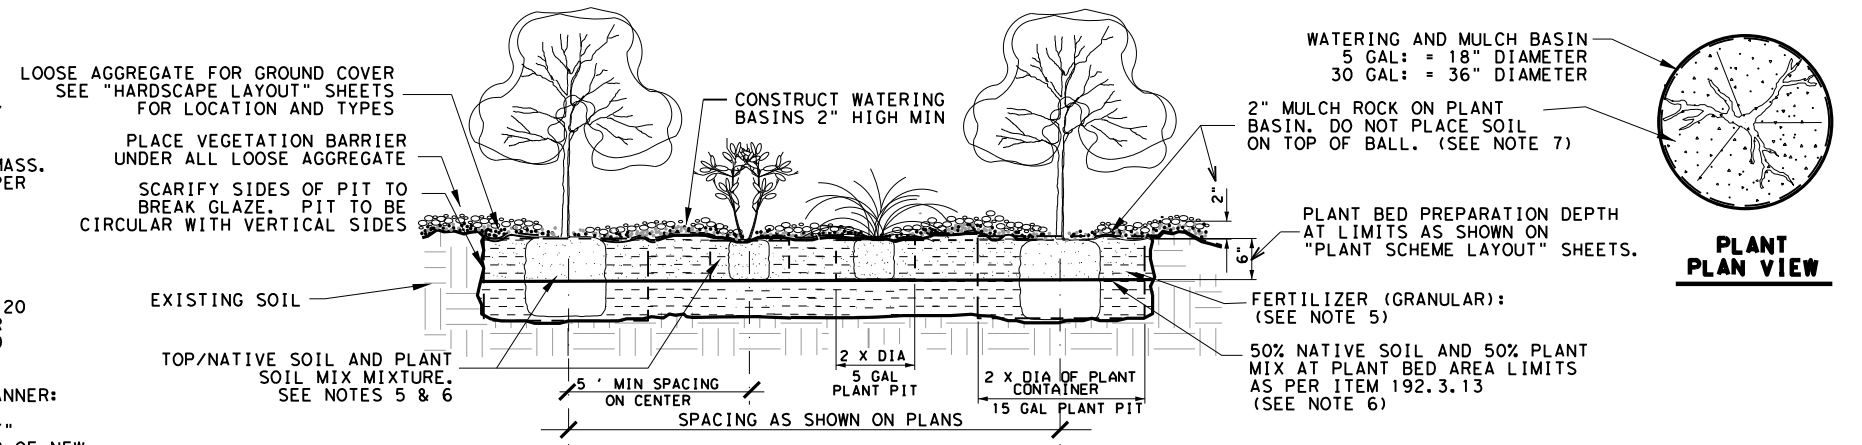 LOOSE AGGREGATE FOR GROUND COVER
SEE "HARDSCAPE LAYOUT" SHEETS
FOR LOCATION AND TYPES
PLACE VEGETATION BARRIER
UNDER ALL LOOSE AGGREGATE
MASS.
PER
SCARIFY SIDES OF PIT TO
BREAK GLAZE. PIT TO BE
CIRCULAR WITH VERTICAL SIDES
EXISTING SOIL
20
TOP/NATIVE SOIL AND PLANT
SOIL MIX MIXTURE.
SEE NOTES 5 & 6
ANNER:
OF NEW
CONSTRUCT WATERING
BASINS 2" HIGH MIN
5 ' MIN SPACING
ON CENTER
2 X DIA
5 GAL
PLANT PIT
2 X DIA OF PLANT
CONTAINER
15 GAL PLANT PIT
SPACING AS SHOWN ON PLANS
2"
6"
WATERING AND MULCH BASIN
5 GAL: = 18" DIAMETER
30 GAL: = 36" DIAMETER
2" MULCH ROCK ON PLANT
BASIN. DO NOT PLACE SOIL
ON TOP OF BALL. (SEE NOTE 7)
PLANT BED PREPARATION DEPTH
AT LIMITS AS SHOWN ON
"PLANT SCHEME LAYOUT" SHEETS.
FERTILIZER (GRANULAR):
(SEE NOTE 5)
50% NATIVE SOIL AND 50% PLANT
MIX AT PLANT BED AREA LIMITS
AS PER ITEM 192.3.13
(SEE NOTE 6)
PLANT
PLAN VIEW